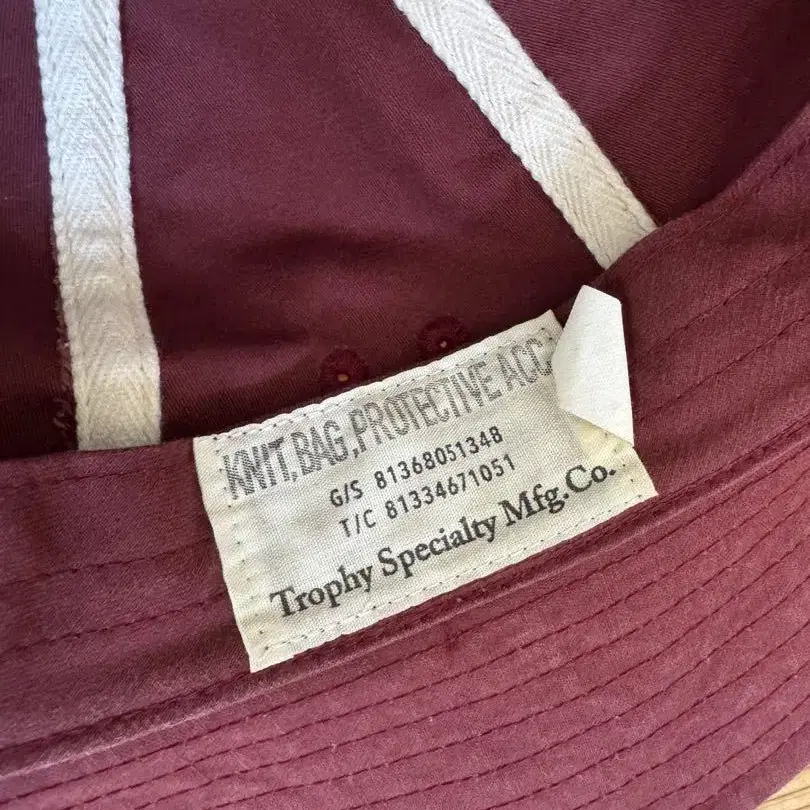 KNIT,BAG,PROTECTIVE ACC.
G/S 81368051348
T/C 81334671051
Trophy Specialty Mfg.Co.